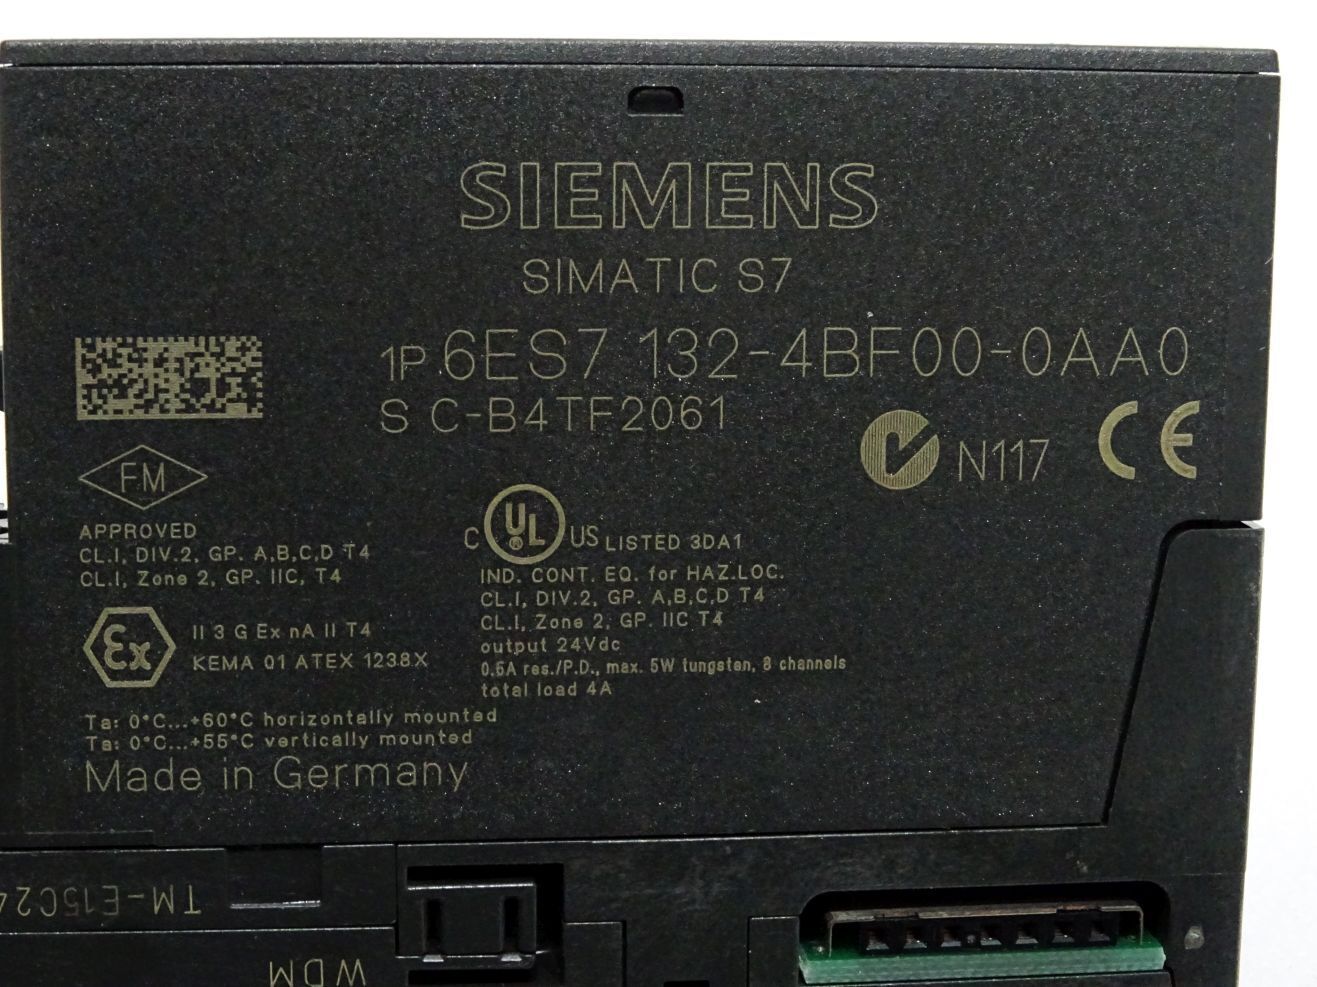 SIEMENS
SIMATIC S7
1P 6ES7 132-4BF00-0AA0
S C-B4TF2061
N117 CE
FM
APPROVED
CL.I, DIV.2, GP. A,B,C,D T4
CL.I, Zone 2, GP. IIC, T4
C UL US LISTED 3DA1
IND. CONT. EQ. for HAZ.LOC.
CL.I, DIV.2, GP. A,B,C,D T4
CL.I, Zone 2, GP. IIC T4
output 24Vdc
0.5A res./P.D., max. 5W tungsten, 8 channels
total load 4A
Ex II 3 G Ex nA II T4
KEMA 01 ATEX 1238X
Ta: 0°C...+60°C horizontally mounted
Ta: 0°C...+55°C vertically mounted
Made in Germany
TM-E15C24
WDM